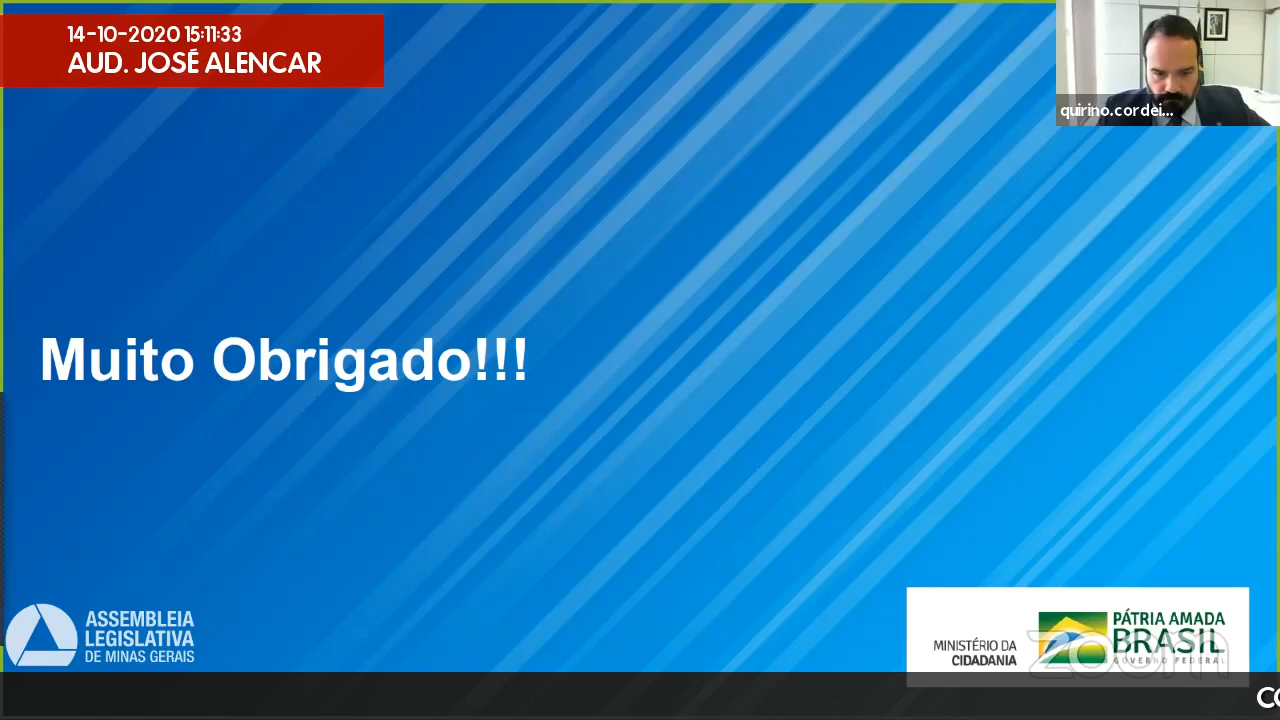 14-10-2020 15:11:33
AUD. JOSÉ ALENCAR
quirino.cordei...
Muito Obrigado!!!
ASSEMBLEIA
LEGISLATIVA
DE MINAS GERAIS
MINISTÉRIO DA
CIDADANIA
PÁTRIA AMADA
BRASIL
GOVERNO FEDERAL
zoom